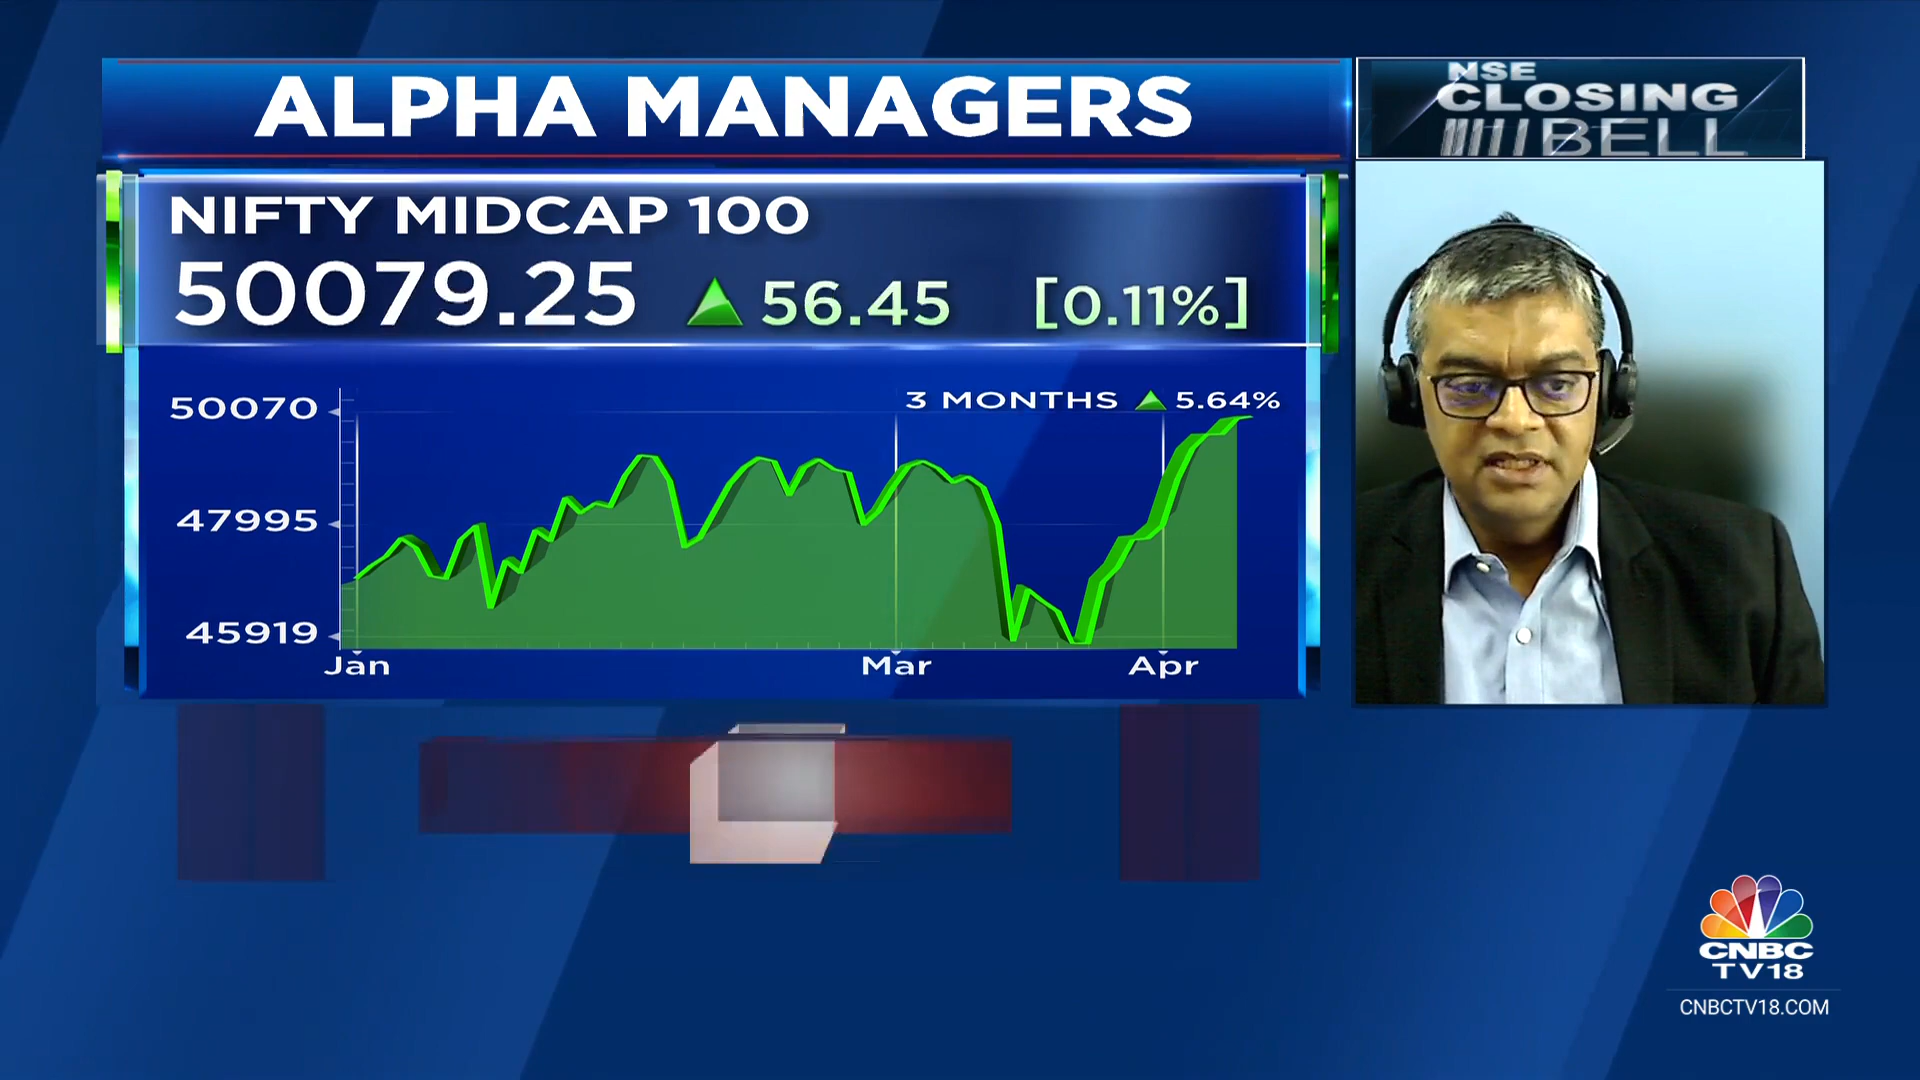 ALPHA MANAGERS
NSE
CLOSING
BELL
NIFTY MIDCAP 100
50079.25 ▲ 56.45 [0.11%]
3 MONTHS ▲ 5.64%
50070
47995
45919
Jan Mar Apr
CNBC
TV18
CNBCTV18.COM